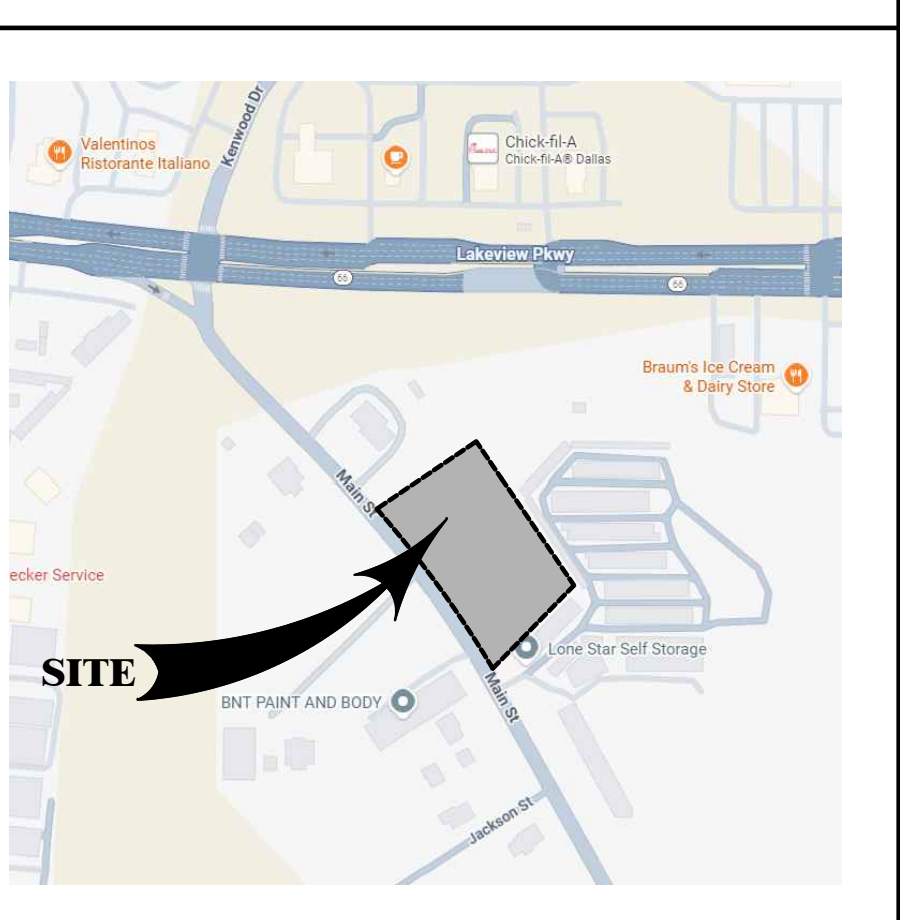 Kenwood Dr
Valentinos
Ristorante Italiano
Chick-fil-A
Chick-fil-A® Dallas
Lakeview Pkwy
66
66
Braum's Ice Cream
& Dairy Store
Main St
ecker Service
SITE
Lone Star Self Storage
BNT PAINT AND BODY
Main St
Jackson St